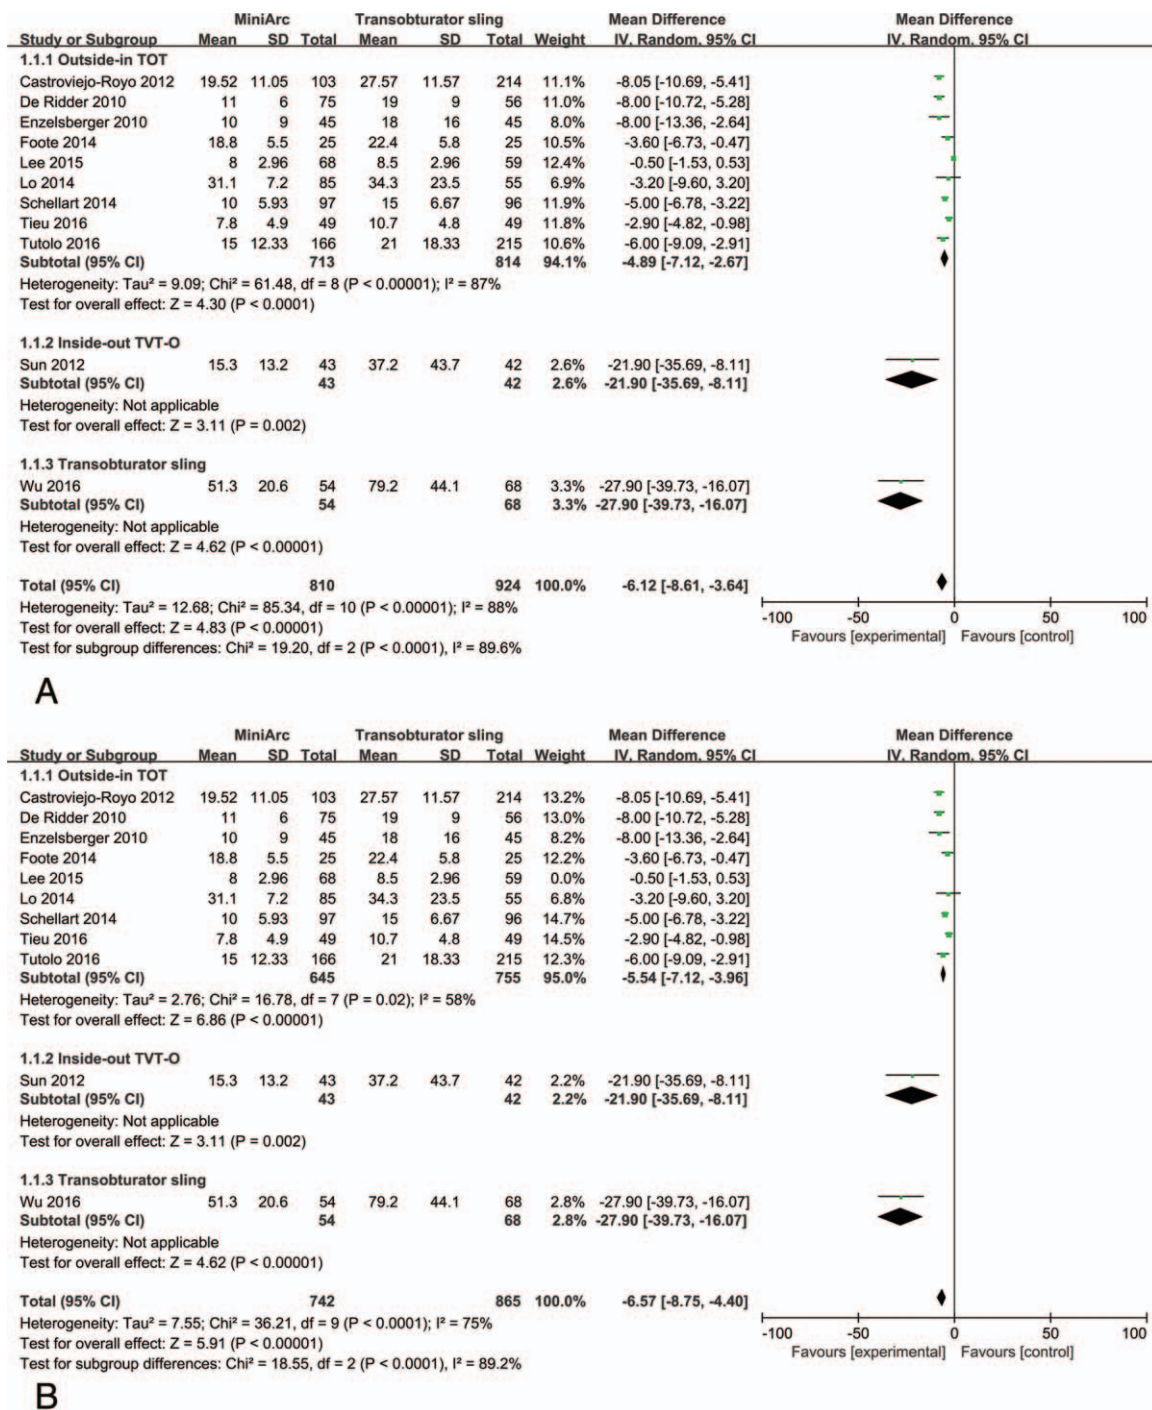 MiniArc Transobturator sling Mean Difference Mean Difference
Study or Subgroup Mean SD Total Mean SD Total Weight IV, Random, 95% CI IV, Random, 95% CI
1.1.1 Outside-in TOT
Castroviejo-Royo 2012 19.52 11.05 103 27.57 11.57 214 11.1% -8.05 [-10.69, -5.41]
De Ridder 2010 11 6 75 19 9 56 11.0% -8.00 [-10.72, -5.28]
Enzelsberger 2010 10 9 45 18 16 45 8.0% -8.00 [-13.36, -2.64]
Foote 2014 18.8 5.5 25 22.4 5.8 25 10.5% -3.60 [-6.73, -0.47]
Lee 2015 8 2.96 68 8.5 2.96 59 12.4% -0.50 [-1.53, 0.53]
Lo 2014 31.1 7.2 85 34.3 23.5 55 6.9% -3.20 [-9.60, 3.20]
Schellart 2014 10 5.93 97 15 6.67 96 11.9% -5.00 [-6.78, -3.22]
Tieu 2016 7.8 4.9 49 10.7 4.8 49 11.8% -2.90 [-4.82, -0.98]
Tutolo 2016 15 12.33 166 21 18.33 215 10.6% -6.00 [-9.09, -2.91]
Subtotal (95% CI) 713 814 94.1% -4.89 [-7.12, -2.67]
Heterogeneity: Tau² = 9.09; Chi² = 61.48, df = 8 (P < 0.00001); I² = 87%
Test for overall effect: Z = 4.30 (P < 0.0001)
1.1.2 Inside-out TVT-O
Sun 2012 15.3 13.2 43 37.2 43.7 42 2.6% -21.90 [-35.69, -8.11]
Subtotal (95% CI) 43 42 2.6% -21.90 [-35.69, -8.11]
Heterogeneity: Not applicable
Test for overall effect: Z = 3.11 (P = 0.002)
1.1.3 Transobturator sling
Wu 2016 51.3 20.6 54 79.2 44.1 68 3.3% -27.90 [-39.73, -16.07]
Subtotal (95% CI) 54 68 3.3% -27.90 [-39.73, -16.07]
Heterogeneity: Not applicable
Test for overall effect: Z = 4.62 (P < 0.00001)
Total (95% CI) 810 924 100.0% -6.12 [-8.61, -3.64]
Heterogeneity: Tau² = 12.68; Chi² = 85.34, df = 10 (P < 0.00001); I² = 88%
Test for overall effect: Z = 4.83 (P < 0.00001)
Test for subgroup differences: Chi² = 19.20, df = 2 (P < 0.0001), I² = 89.6%
-100 -50 0 50 100
Favours [experimental] Favours [control]
A
MiniArc Transobturator sling Mean Difference Mean Difference
Study or Subgroup Mean SD Total Mean SD Total Weight IV, Random, 95% CI IV, Random, 95% CI
1.1.1 Outside-in TOT
Castroviejo-Royo 2012 19.52 11.05 103 27.57 11.57 214 13.2% -8.05 [-10.69, -5.41]
De Ridder 2010 11 6 75 19 9 56 13.0% -8.00 [-10.72, -5.28]
Enzelsberger 2010 10 9 45 18 16 45 8.2% -8.00 [-13.36, -2.64]
Foote 2014 18.8 5.5 25 22.4 5.8 25 12.2% -3.60 [-6.73, -0.47]
Lee 2015 8 2.96 68 8.5 2.96 59 0.0% -0.50 [-1.53, 0.53]
Lo 2014 31.1 7.2 85 34.3 23.5 55 6.8% -3.20 [-9.60, 3.20]
Schellart 2014 10 5.93 97 15 6.67 96 14.7% -5.00 [-6.78, -3.22]
Tieu 2016 7.8 4.9 49 10.7 4.8 49 14.5% -2.90 [-4.82, -0.98]
Tutolo 2016 15 12.33 166 21 18.33 215 12.3% -6.00 [-9.09, -2.91]
Subtotal (95% CI) 645 755 95.0% -5.54 [-7.12, -3.96]
Heterogeneity: Tau² = 2.76; Chi² = 16.78, df = 7 (P = 0.02); I² = 58%
Test for overall effect: Z = 6.86 (P < 0.00001)
1.1.2 Inside-out TVT-O
Sun 2012 15.3 13.2 43 37.2 43.7 42 2.2% -21.90 [-35.69, -8.11]
Subtotal (95% CI) 43 42 2.2% -21.90 [-35.69, -8.11]
Heterogeneity: Not applicable
Test for overall effect: Z = 3.11 (P = 0.002)
1.1.3 Transobturator sling
Wu 2016 51.3 20.6 54 79.2 44.1 68 2.8% -27.90 [-39.73, -16.07]
Subtotal (95% CI) 54 68 2.8% -27.90 [-39.73, -16.07]
Heterogeneity: Not applicable
Test for overall effect: Z = 4.62 (P < 0.00001)
Total (95% CI) 742 865 100.0% -6.57 [-8.75, -4.40]
Heterogeneity: Tau² = 7.55; Chi² = 36.21, df = 9 (P < 0.0001); I² = 75%
Test for overall effect: Z = 5.91 (P < 0.00001)
Test for subgroup differences: Chi² = 18.55, df = 2 (P < 0.0001), I² = 89.2%
-100 -50 0 50 100
Favours [experimental] Favours [control]
B